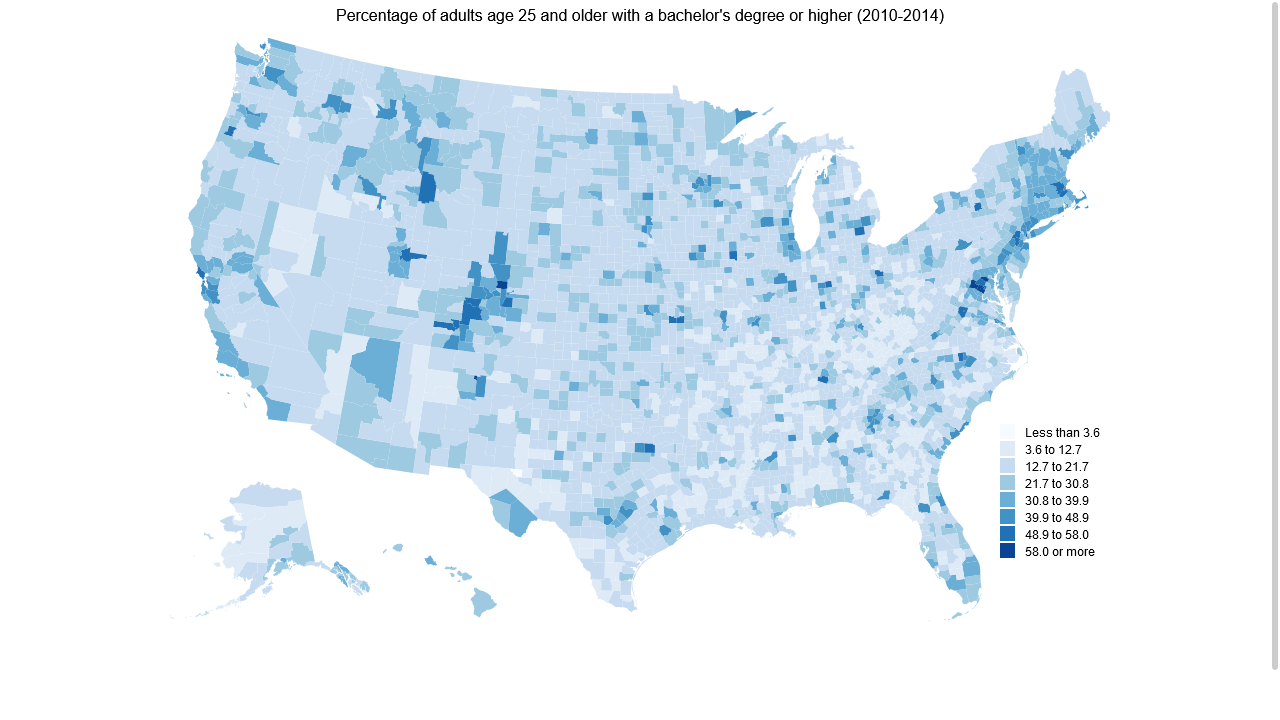 Percentage of adults age 25 and older with a bachelor's degree or higher (2010-2014)
Less than 3.6
3.6 to 12.7
12.7 to 21.7
21.7 to 30.8
30.8 to 39.9
39.9 to 48.9
48.9 to 58.0
58.0 or more